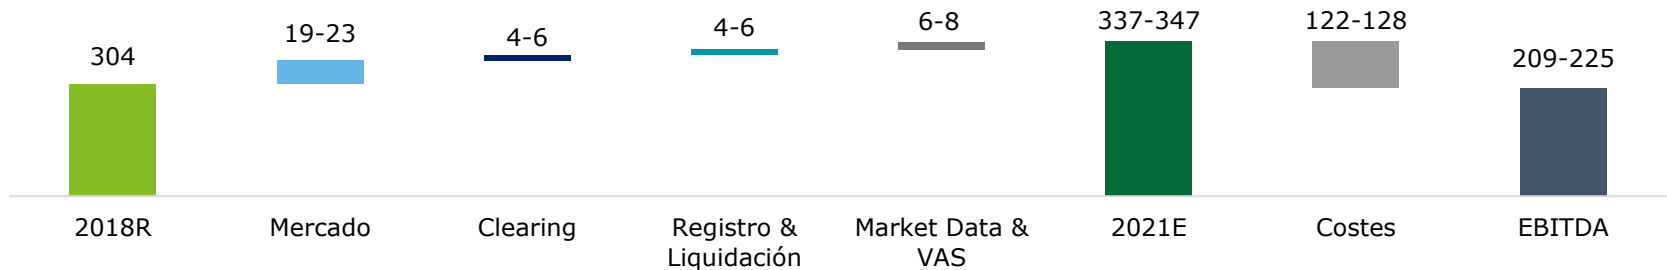 304
19-23
4-6
4-6
6-8
337-347
122-128
209-225
2018R
Mercado
Clearing
Registro &
Liquidación
Market Data &
VAS
2021E
Costes
EBITDA